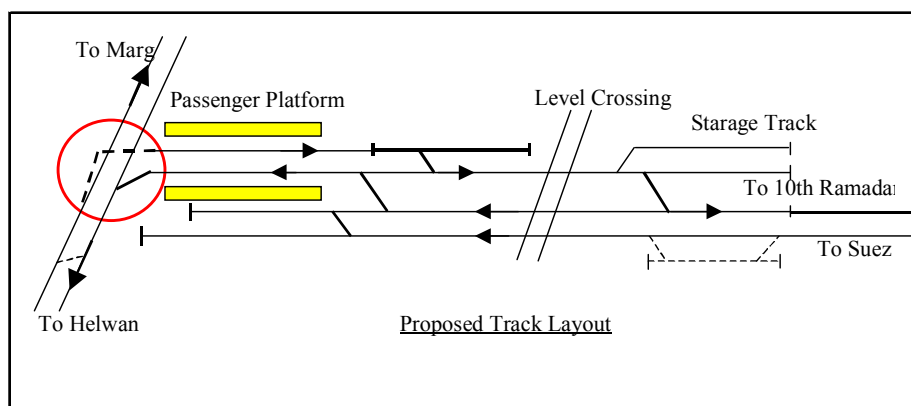 To Marg
Passenger Platform
Level Crossing
Starage Track
To 10th Ramadan
To Suez
To Helwan
Proposed Track Layout